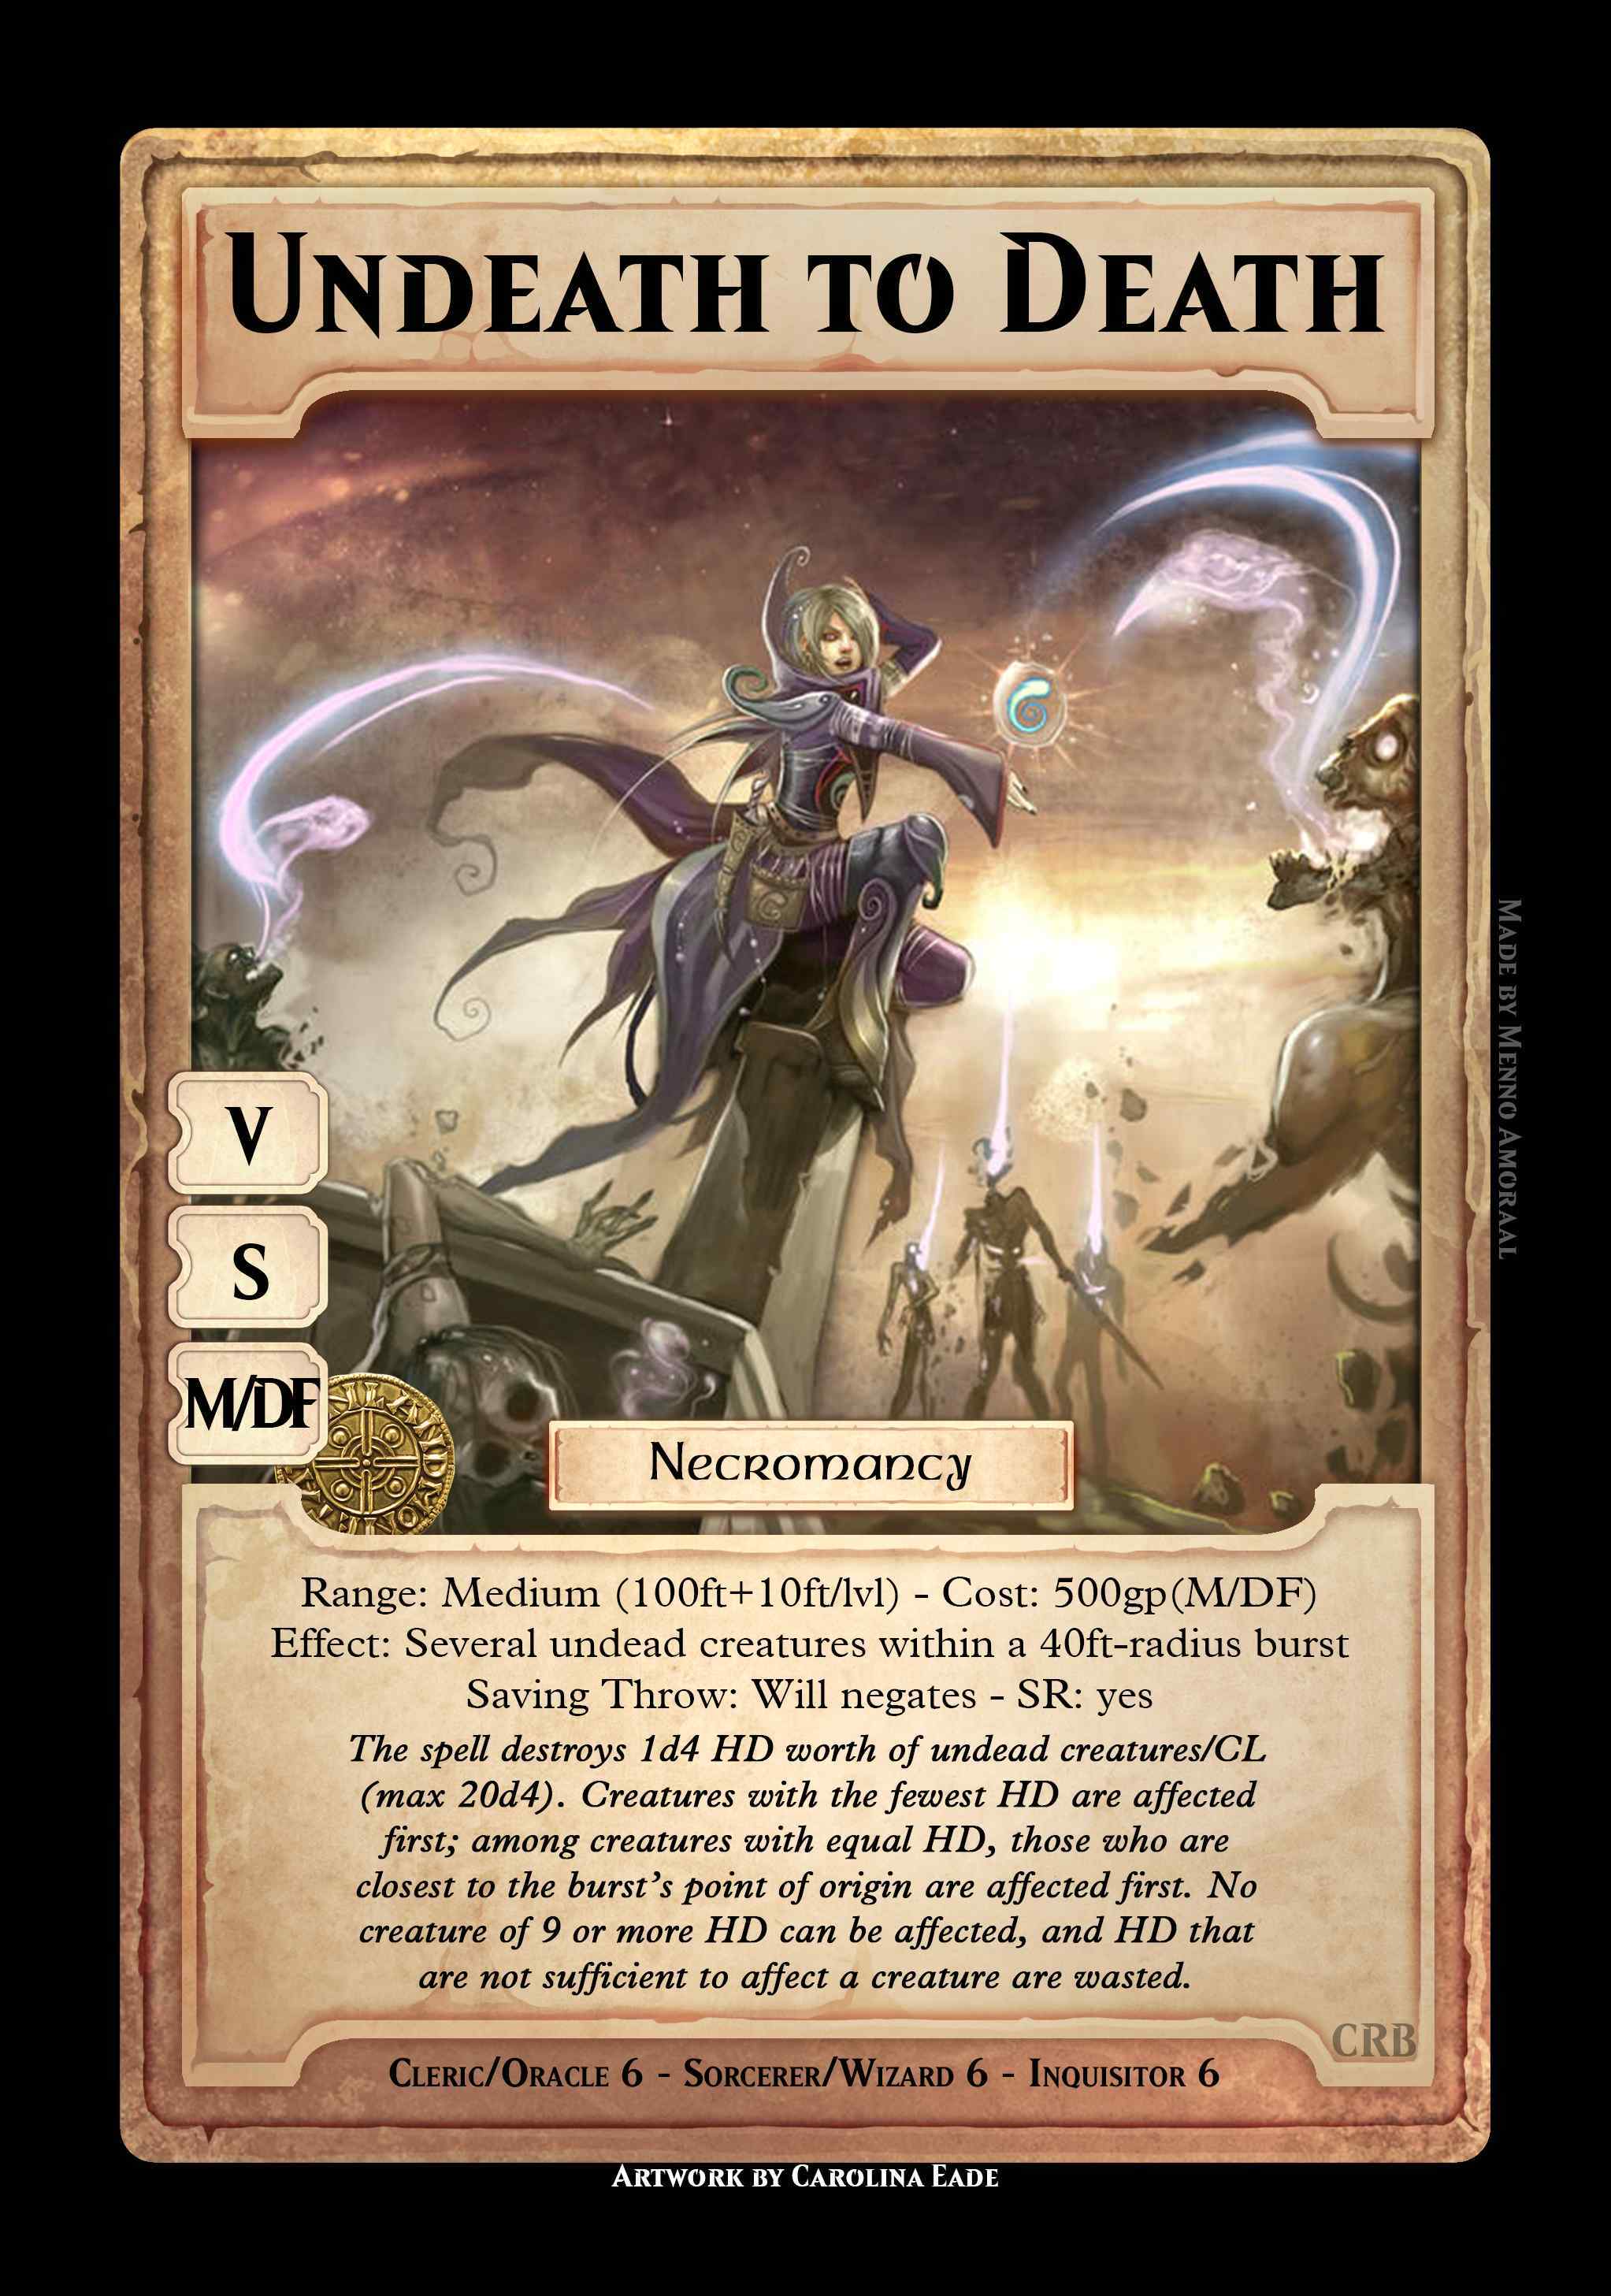 Undeath to Death
V
S
M/DF
Necromancy
Range: Medium (100ft+10ft/lvl) - Cost: 500gp(M/DF)
Effect: Several undead creatures within a 40ft-radius burst
Saving Throw: Will negates - SR: yes
The spell destroys 1d4 HD worth of undead creatures/CL
(max 20d4). Creatures with the fewest HD are affected
first; among creatures with equal HD, those who are
closest to the burst's point of origin are affected first. No
creature of 9 or more HD can be affected, and HD that
are not sufficient to affect a creature are wasted.
CRB
Cleric/Oracle 6 - Sorcerer/Wizard 6 - Inquisitor 6
Artwork by Carolina Eade
Made by Menno Amoraal